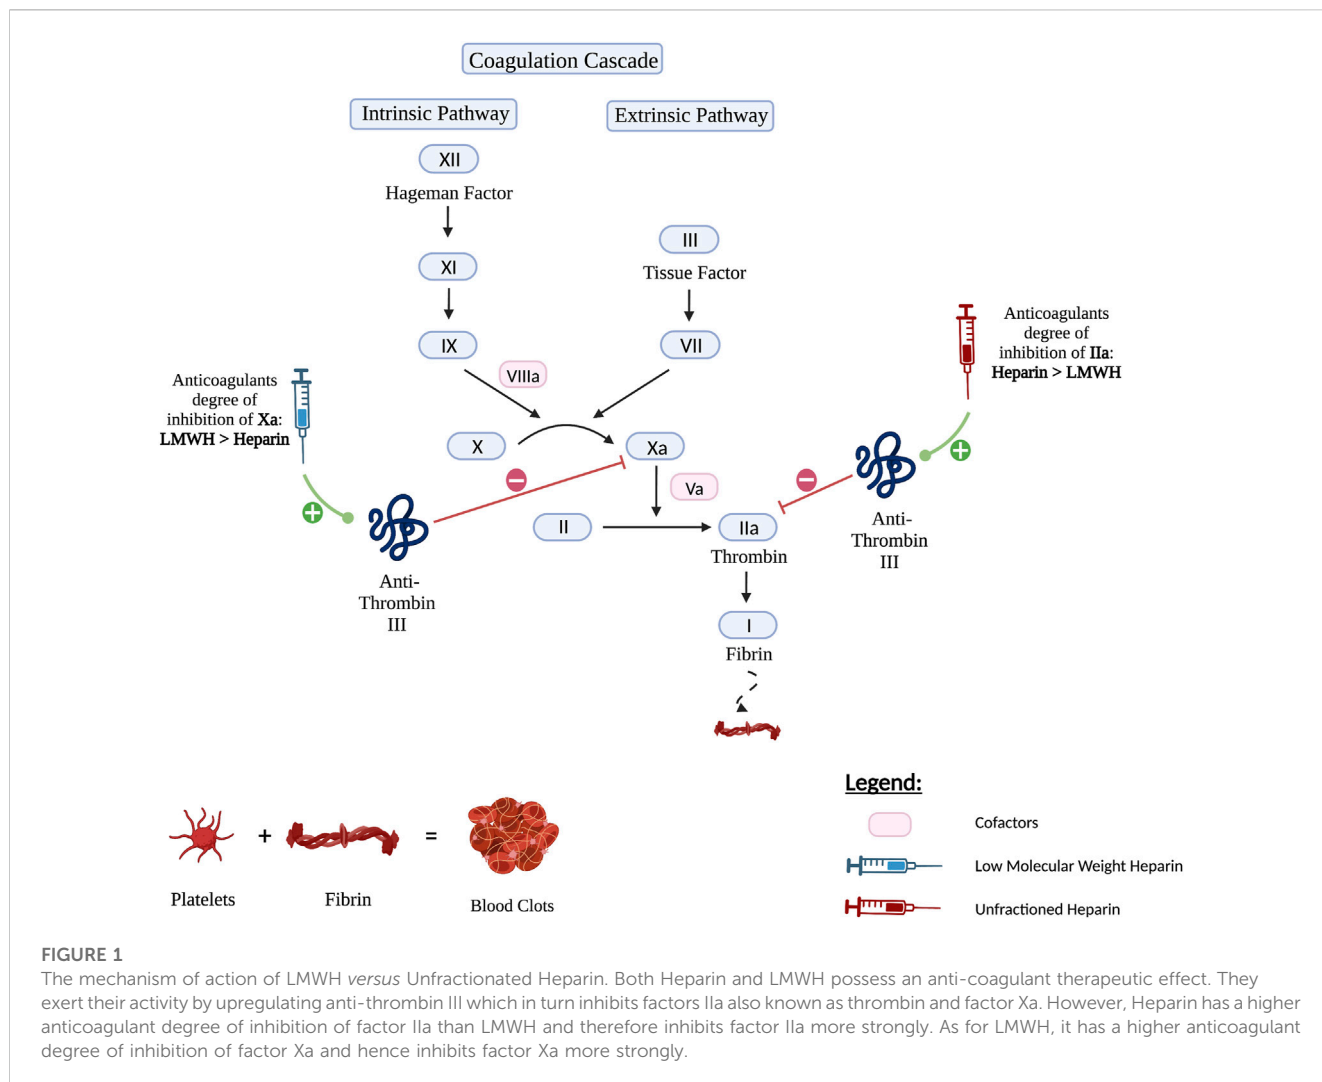 Coagulation Cascade
Intrinsic Pathway
Extrinsic Pathway
XII
Hageman Factor
XI
IX
VIIIa
III
Tissue Factor
VII
Anticoagulants
degree of
inhibition of Xa:
LMWH > Heparin
Anticoagulants
degree of
inhibition of IIa:
Heparin > LMWH
X
Xa
Va
II
IIa
Thrombin
I
Fibrin
+
−
Anti-
Thrombin
III
−
+
Anti-
Thrombin
III
+
=
Platelets
Fibrin
Blood Clots
Legend:
Cofactors
Low Molecular Weight Heparin
Unfractioned Heparin
FIGURE 1
The mechanism of action of LMWH versus Unfractionated Heparin. Both Heparin and LMWH possess an anti-coagulant therapeutic effect. They
exert their activity by upregulating anti-thrombin III which in turn inhibits factors IIa also known as thrombin and factor Xa. However, Heparin has a higher
anticoagulant degree of inhibition of factor IIa than LMWH and therefore inhibits factor IIa more strongly. As for LMWH, it has a higher anticoagulant
degree of inhibition of factor Xa and hence inhibits factor Xa more strongly.